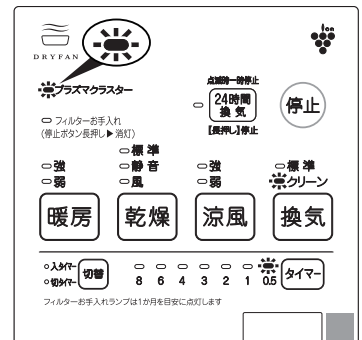 DRYFAN
ion
プラズマクラスター
点滅時一時停止
24時間
換気
停止
【長押し】停止
フィルターお手入れ
(停止ボタン長押し▶消灯)
標準
強
静音
強
標準
弱
風
弱
クリーン
暖房
乾燥
涼風
換気
入タイマー
切タイマー
切替
8 6 4 3 2 1 0.5
タイマー
フィルターお手入れランプは1か月を目安に点灯します